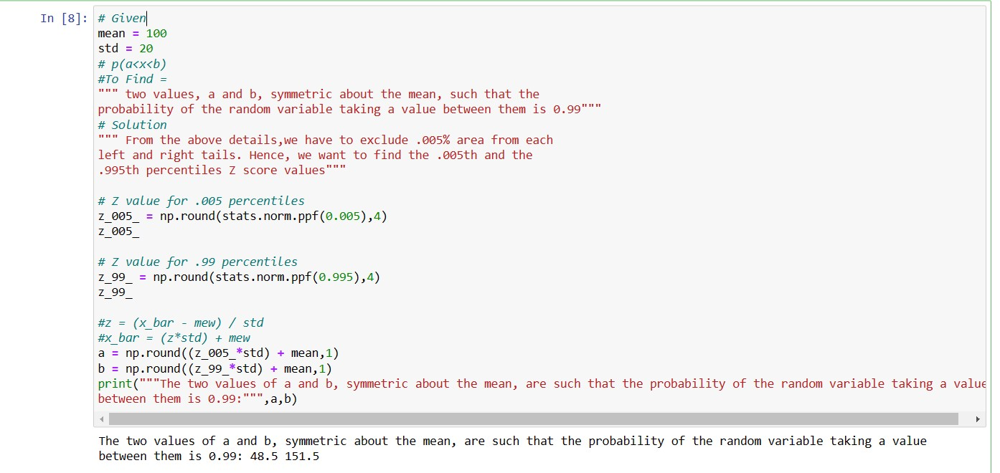 In [8]: # Given
mean = 100
std = 20
# p(a<x<b)
#To Find =
""" two values, a and b, symmetric about the mean, such that the
probability of the random variable taking a value between them is 0.99"""
# Solution
""" From the above details,we have to exclude .005% area from each
left and right tails. Hence, we want to find the .005th and the
.995th percentiles Z score values"""
# Z value for .005 percentiles
z_005_ = np.round(stats.norm.ppf(0.005),4)
z_005_
# Z value for .99 percentiles
z_99_ = np.round(stats.norm.ppf(0.995),4)
z_99_
#z = (x_bar - mew) / std
#x_bar = (z*std) + mew
a = np.round((z_005_*std) + mean,1)
b = np.round((z_99_*std) + mean,1)
print("""The two values of a and b, symmetric about the mean, are such that the probability of the random variable taking a value
between them is 0.99:""",a,b)
The two values of a and b, symmetric about the mean, are such that the probability of the random variable taking a value
between them is 0.99: 48.5 151.5